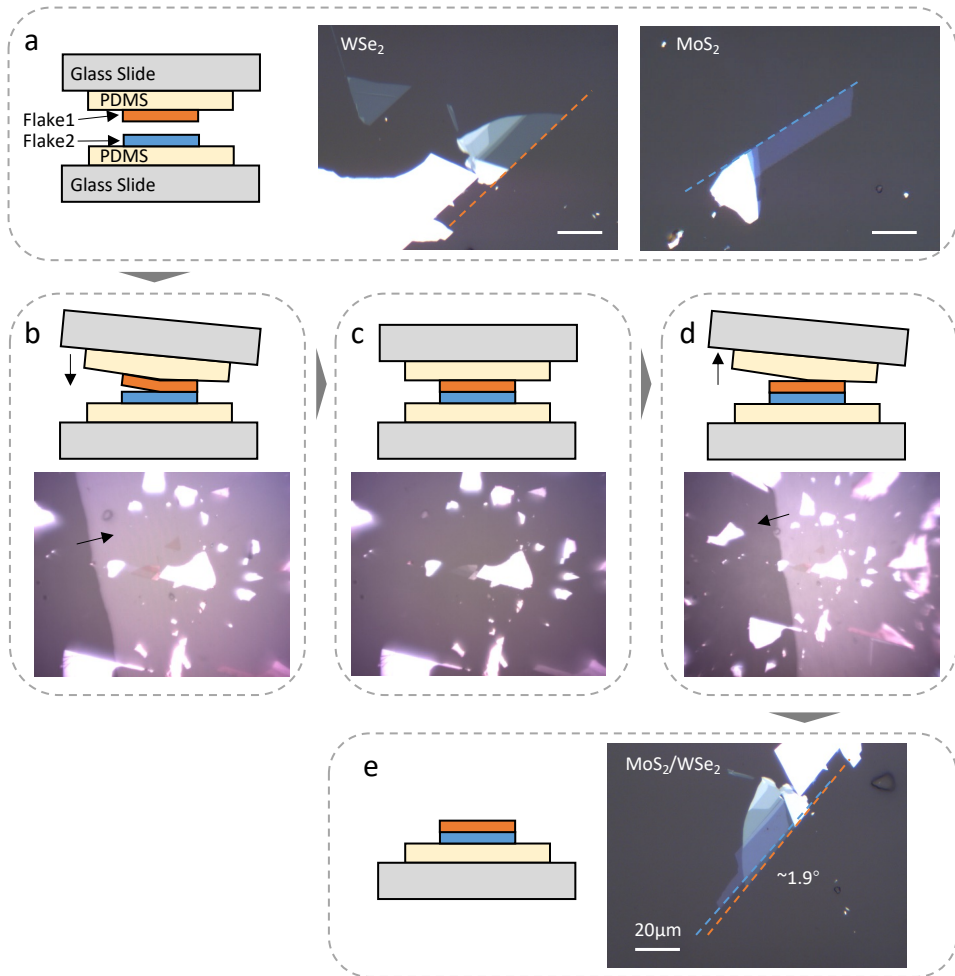 a
Glass Slide
PDMS
Flake1
Flake2
PDMS
Glass Slide
WSe₂
MoS₂
b
c
d
e
MoS₂/WSe₂
~1.9°
20μm